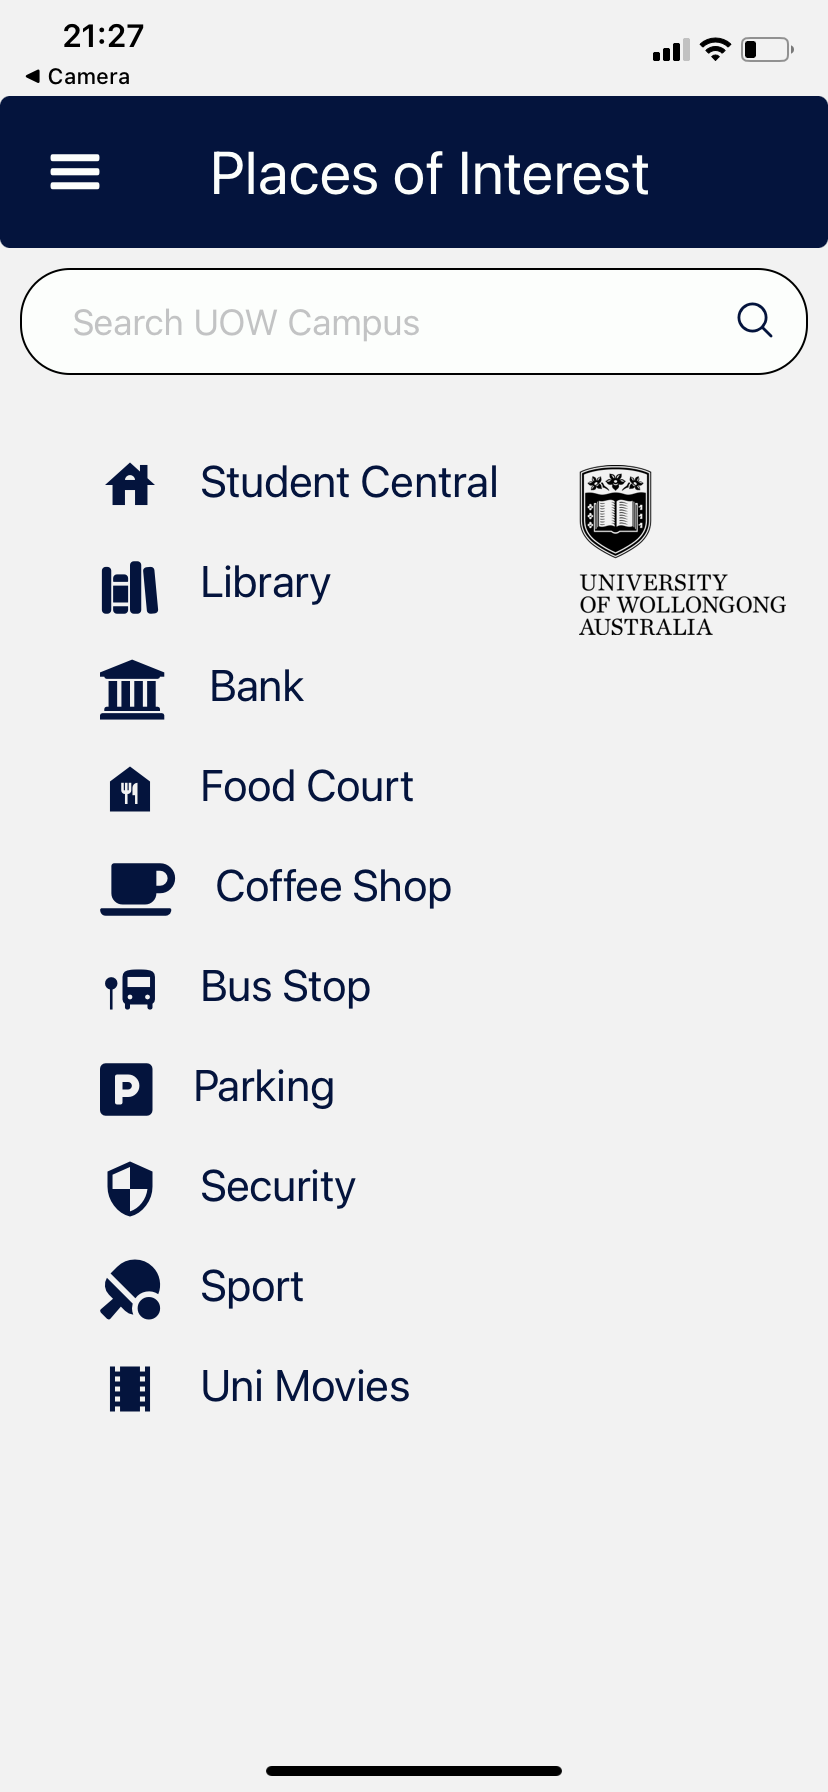 21:27
◀ Camera
Places of Interest
Search UOW Campus
Student Central
UNIVERSITY
OF WOLLONGONG
AUSTRALIA
Library
Bank
Food Court
Coffee Shop
Bus Stop
P Parking
Security
Sport
Uni Movies